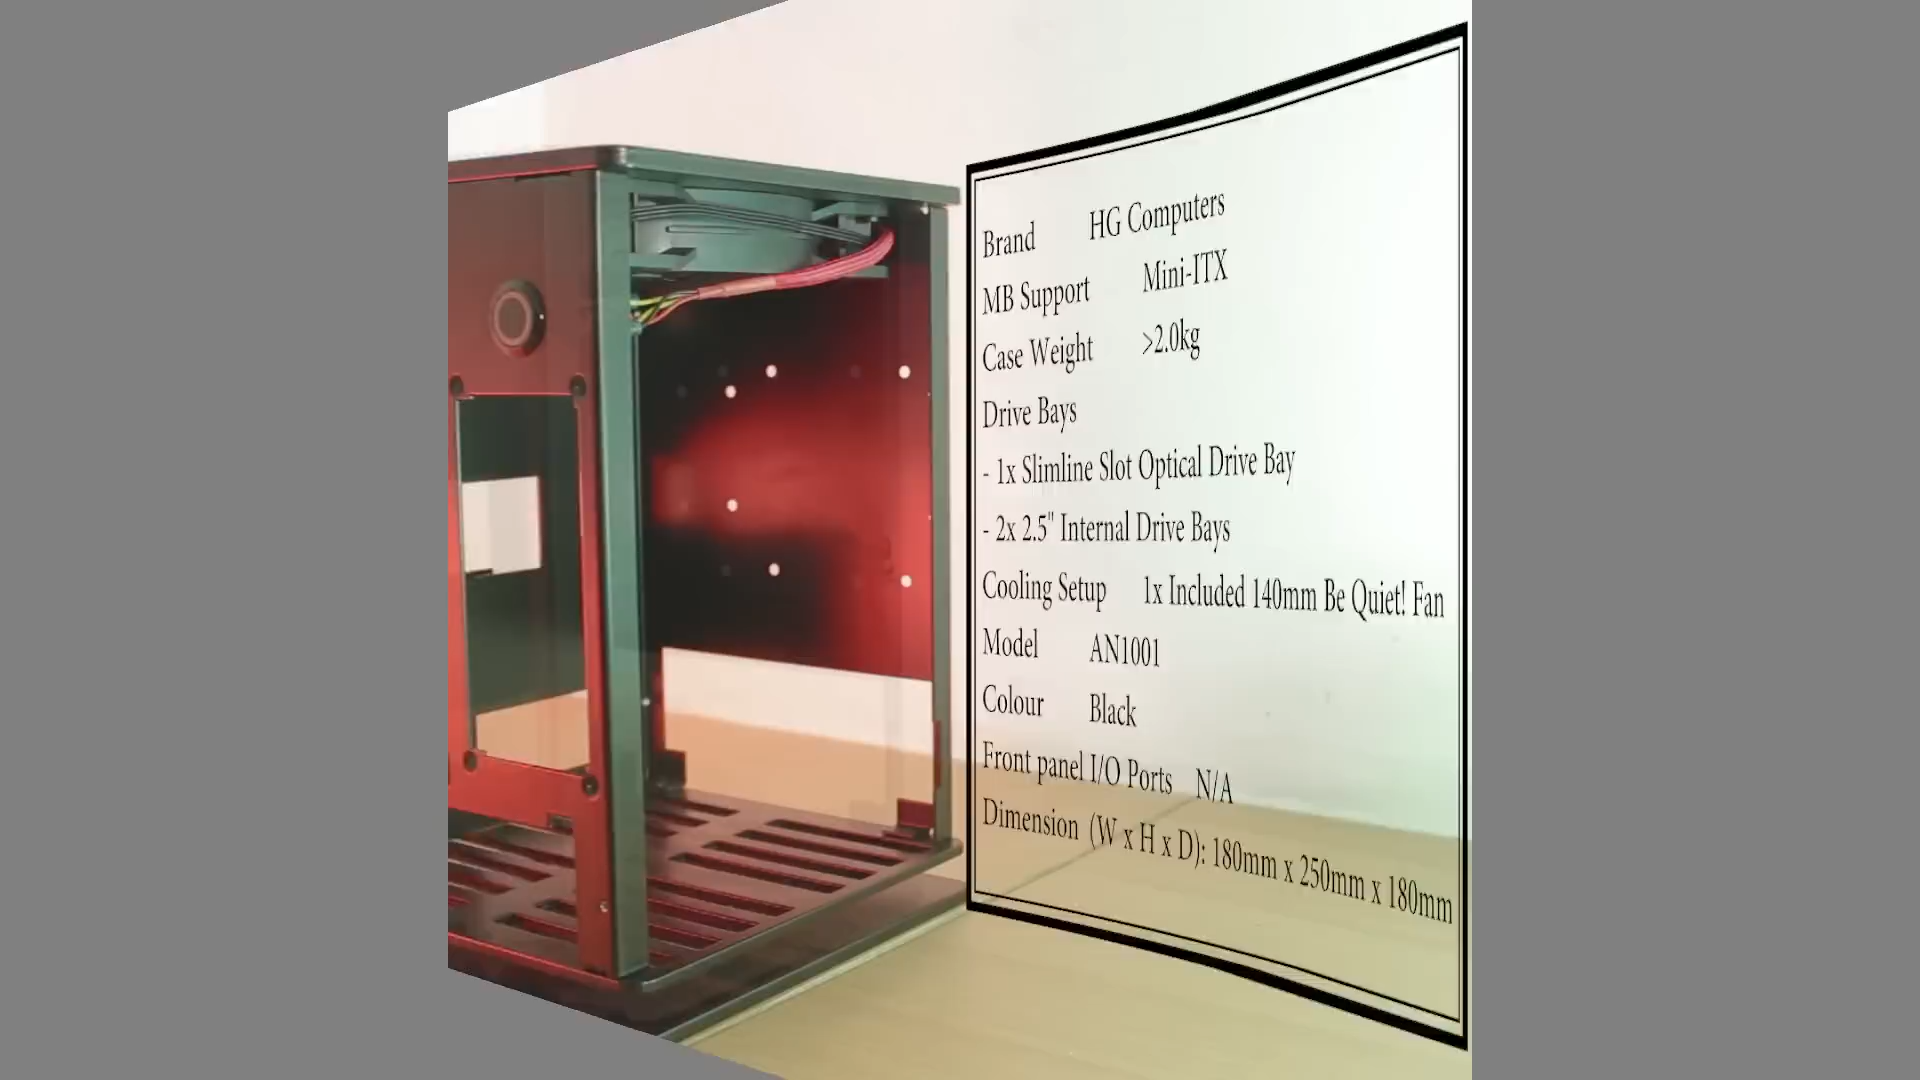 Brand HG Computers
MB Support Mini-ITX
Case Weight >2.0kg
Drive Bays
- 1x Slimline Slot Optical Drive Bay
- 2x 2.5" Internal Drive Bays
Cooling Setup 1x Included 140mm Be Quiet! Fan
Model AN1001
Colour Black
Front panel I/O Ports N/A
Dimension (W x H x D): 180mm x 250mm x 180mm